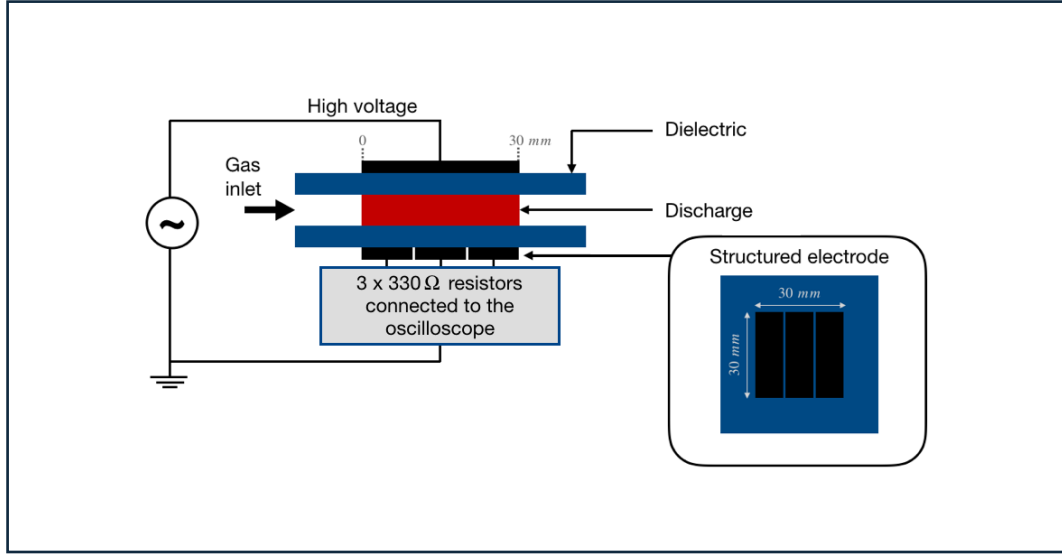 High voltage
0
30 mm
Dielectric
Gas
inlet
~
Discharge
Structured electrode
3 x 330 Ω resistors
connected to the
oscilloscope
30 mm
30 mm